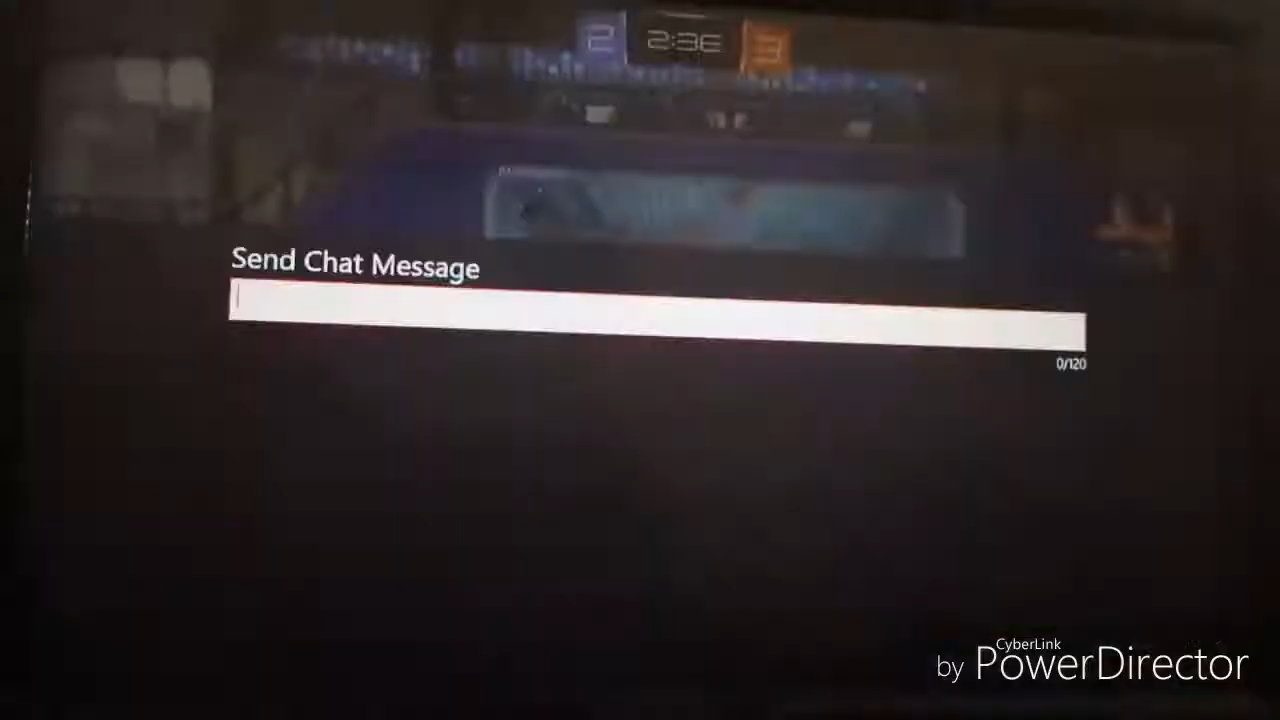 2 2:36 3
Send Chat Message
0/120
CyberLink
by PowerDirector